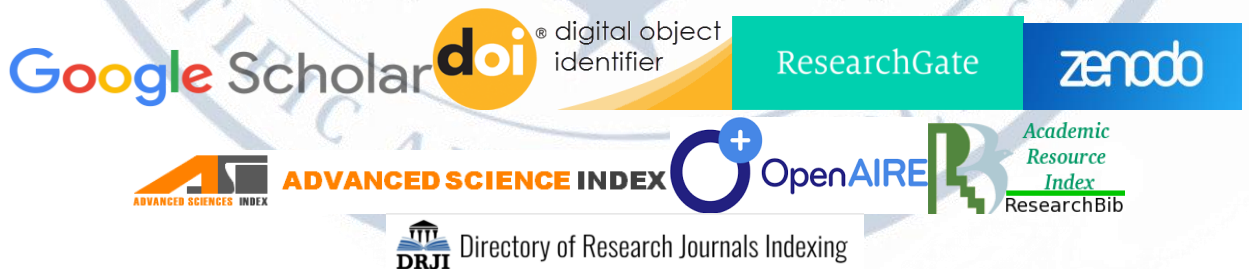 Google Scholar
doi
® digital object
identifier
ResearchGate
zenodo
ASI
ADVANCED SCIENCES INDEX
ADVANCED SCIENCE INDEX
OpenAIRE
Academic
Resource
Index
ResearchBib
DRJI
Directory of Research Journals Indexing